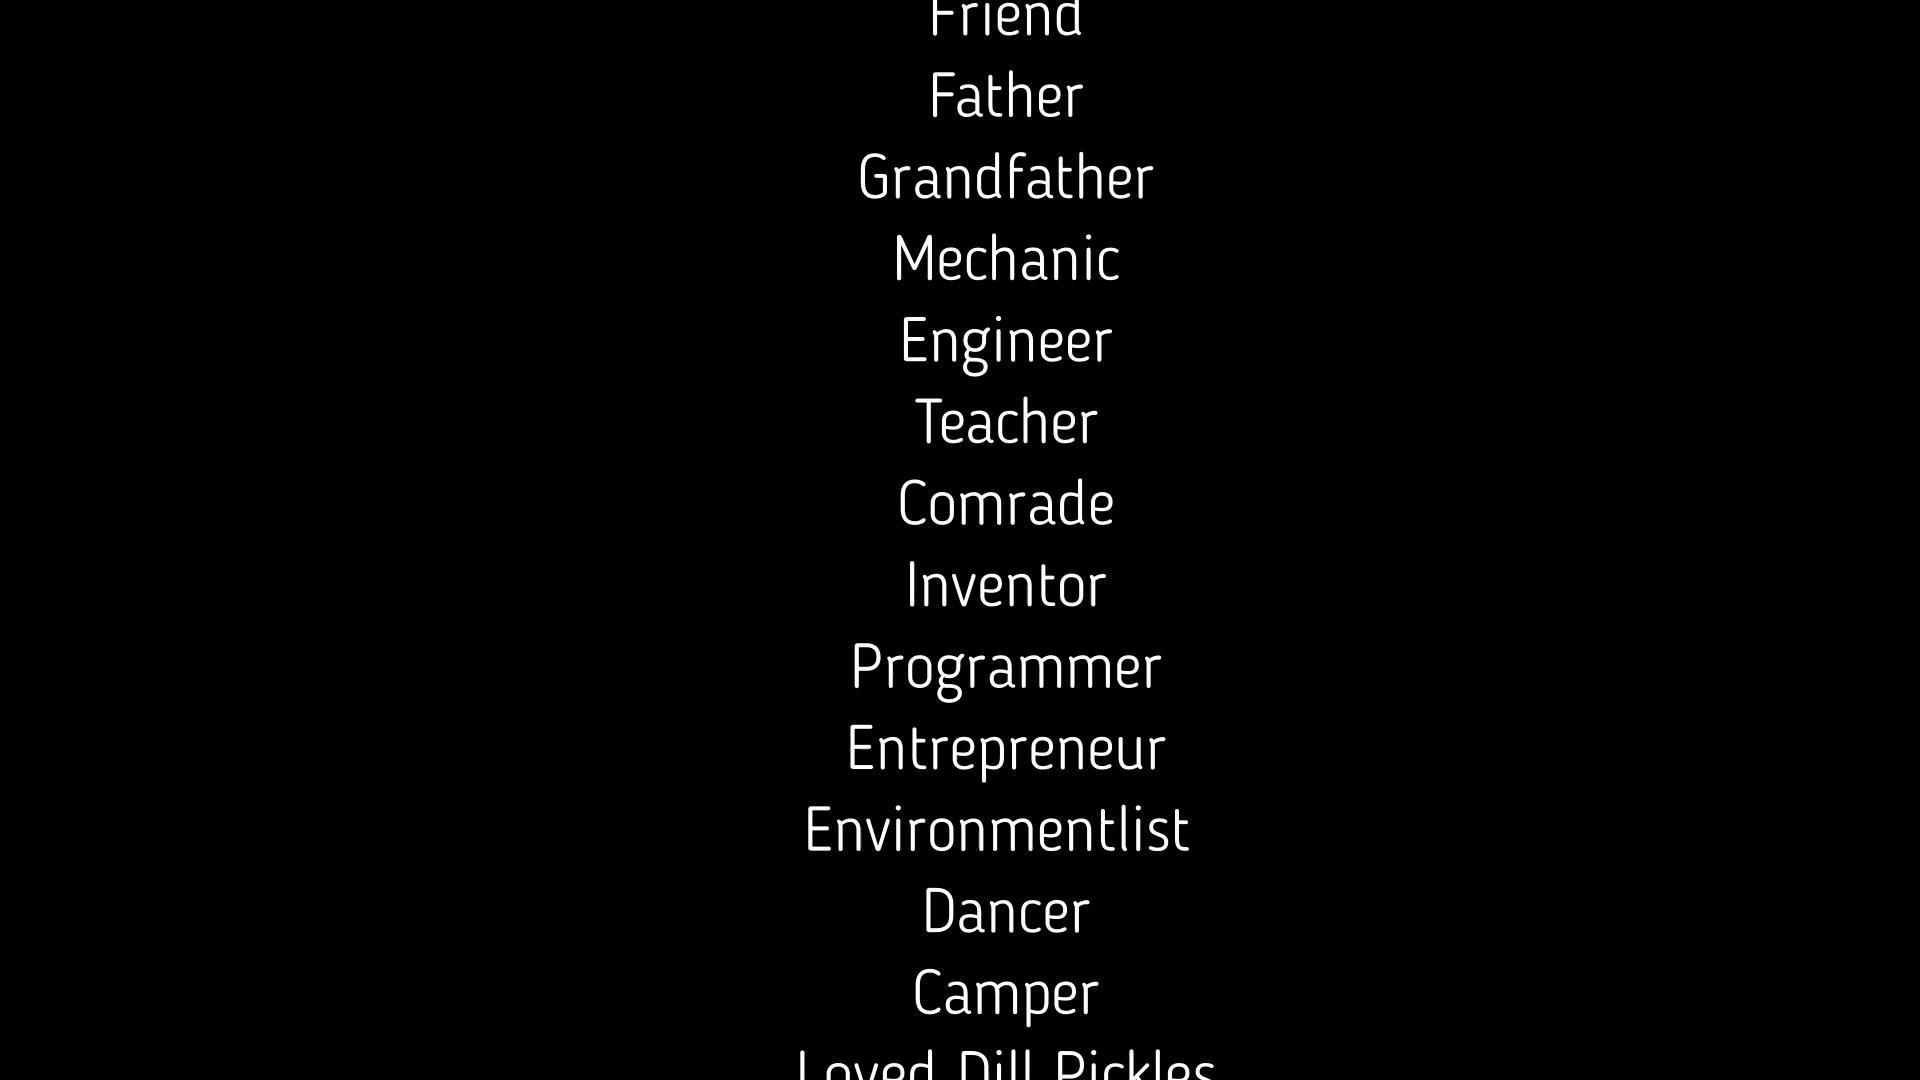 Friend
Father
Grandfather
Mechanic
Engineer
Teacher
Comrade
Inventor
Programmer
Entrepreneur
Environmentlist
Dancer
Camper
Loved Dill Pickles